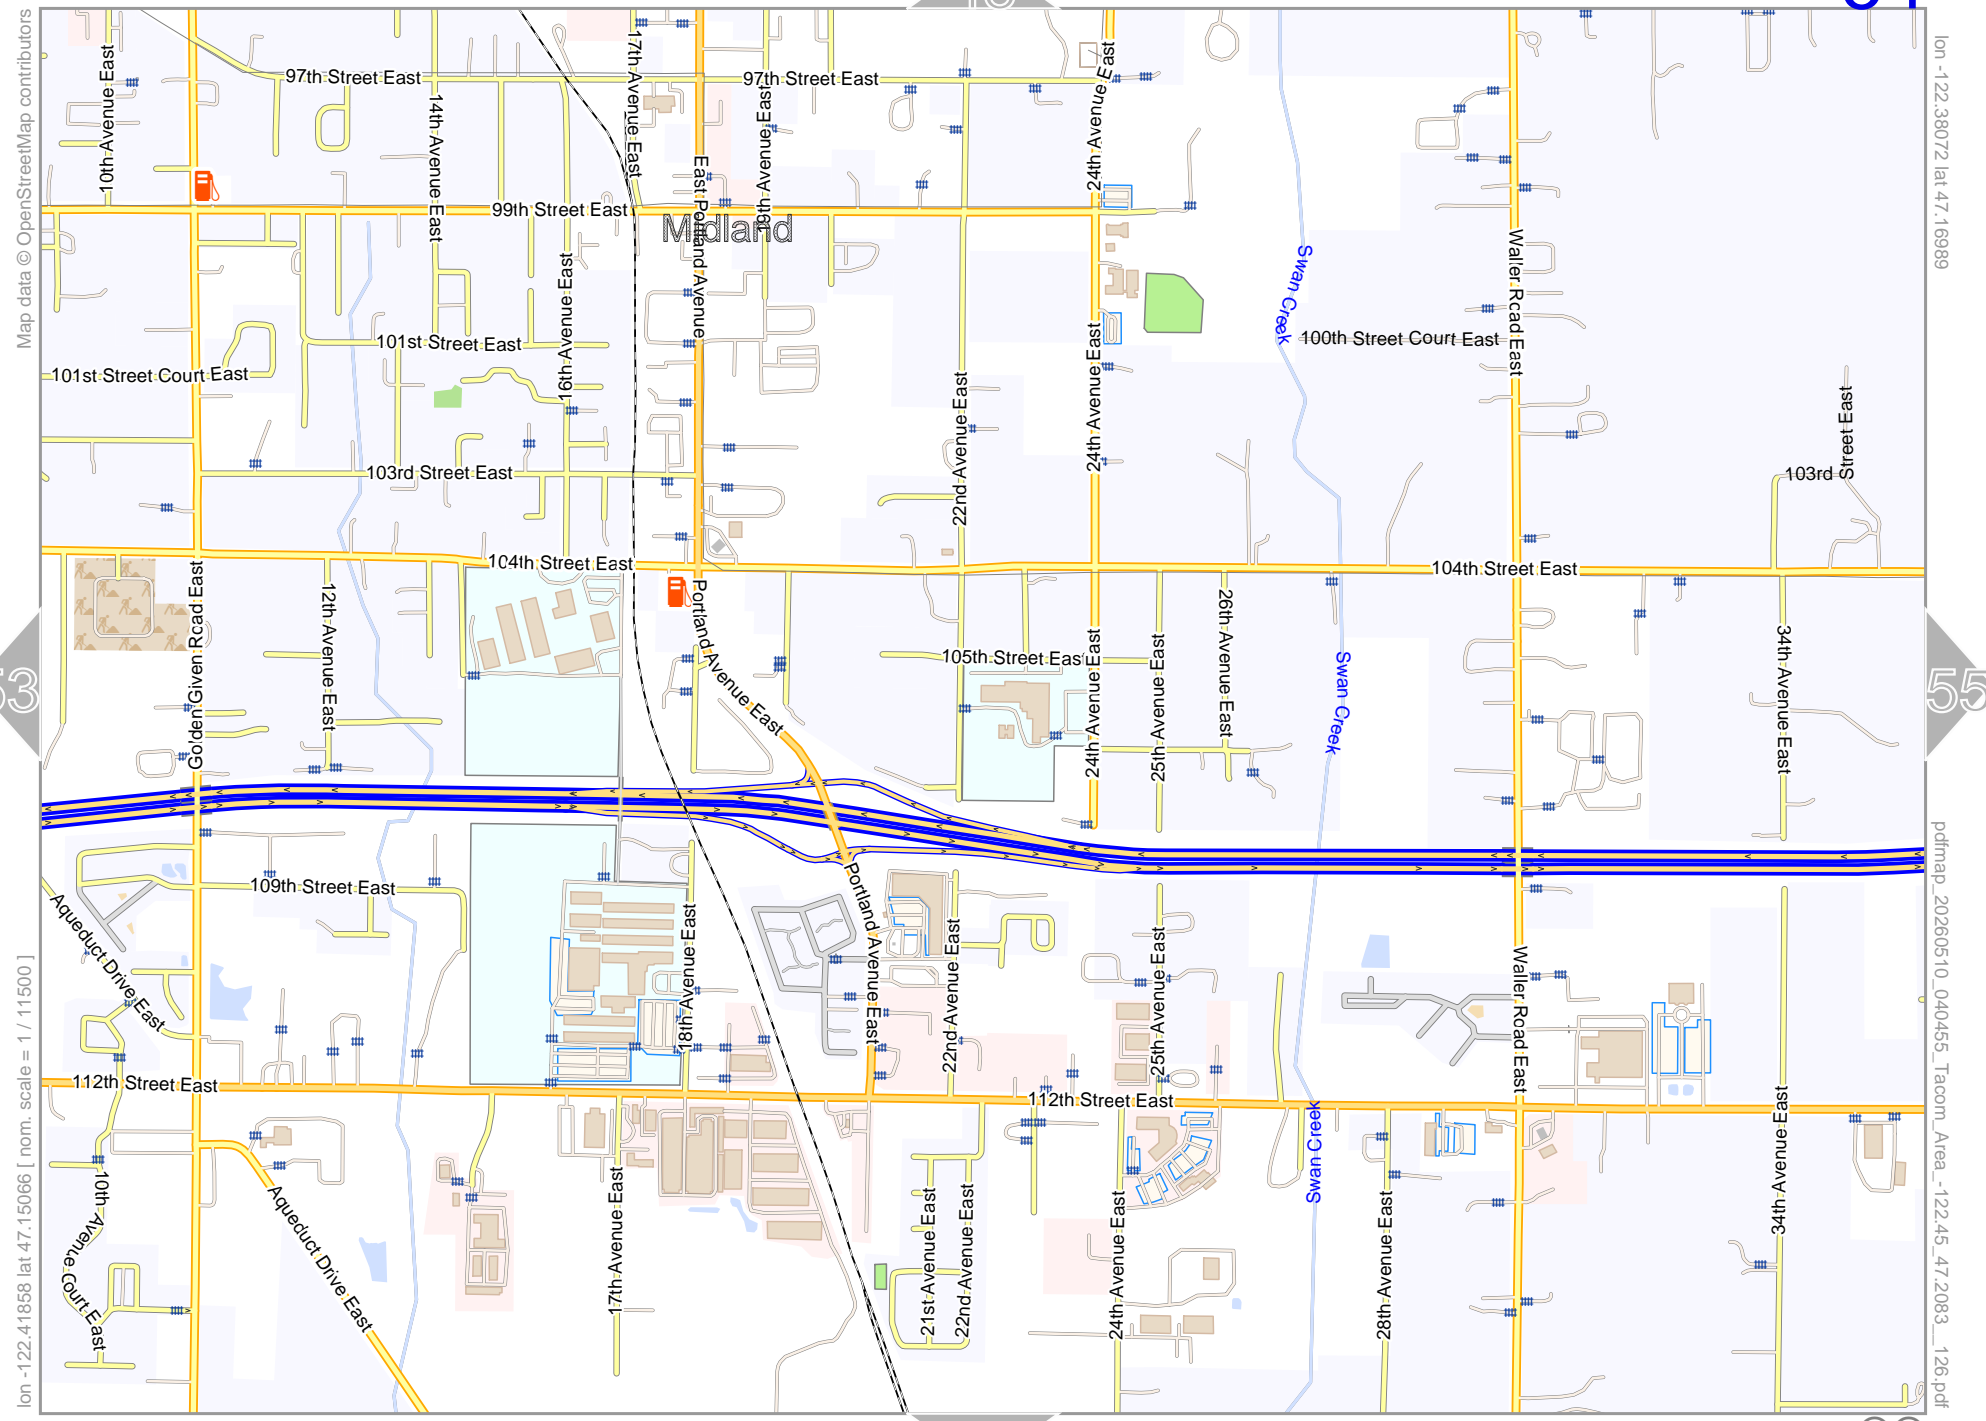 Map data © OpenStreetMap contributors
lon -122.41858 lat 47.15066 [ nom. scale = 1 / 11500 ]
lon -122.38072 lat 47.16989
pdfmap_20260510_040455_Tacom_Area_-122.45_47.2083__126.pdf
53
55
97th Street East
97th Street East
10th Avenue East
14th Avenue East
17th Avenue East
19th Avenue East
24th Avenue East
99th Street East
East Portland Avenue
Midland
16th Avenue East
Swan Creek
Waller Road East
100th Street Court East
101st Street East
101st Street Court East
24th Avenue East
22nd Avenue East
103rd Street East
103rd
Street East
104th Street East
104th Street East
Golden Given Road East
12th Avenue East
Portland Avenue East
105th Street East
24th Avenue East
25th Avenue East
26th Avenue East
Swan Creek
34th Avenue East
109th Street East
Aqueduct Drive East
18th Avenue East
Portland Avenue East
22nd Avenue East
25th Avenue East
Waller Road East
112th Street East
112th Street East
Swan Creek
34th Avenue East
10th Avenue Court East
Aqueduct Drive East
17th Avenue East
21st Avenue East
22nd Avenue East
24th Avenue East
28th Avenue East